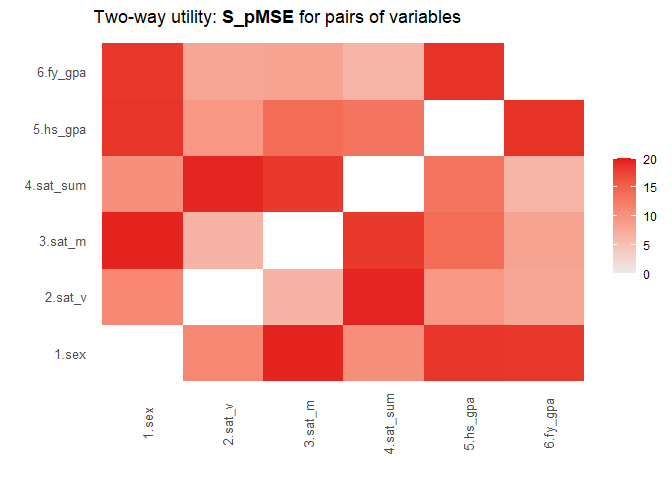 Two-way utility: S_pMSE for pairs of variables
6.fy_gpa
5.hs_gpa
4.sat_sum
3.sat_m
2.sat_v
1.sex
1.sex
2.sat_v
3.sat_m
4.sat_sum
5.hs_gpa
6.fy_gpa
20
15
10
5
0